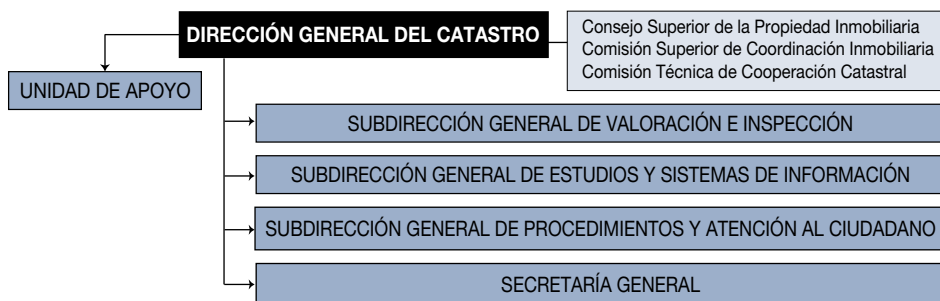 DIRECCIÓN GENERAL DEL CATASTRO
Consejo Superior de la Propiedad Inmobiliaria
Comisión Superior de Coordinación Inmobiliaria
Comisión Técnica de Cooperación Catastral
UNIDAD DE APOYO
SUBDIRECCIÓN GENERAL DE VALORACIÓN E INSPECCIÓN
SUBDIRECCIÓN GENERAL DE ESTUDIOS Y SISTEMAS DE INFORMACIÓN
SUBDIRECCIÓN GENERAL DE PROCEDIMIENTOS Y ATENCIÓN AL CIUDADANO
SECRETARÍA GENERAL